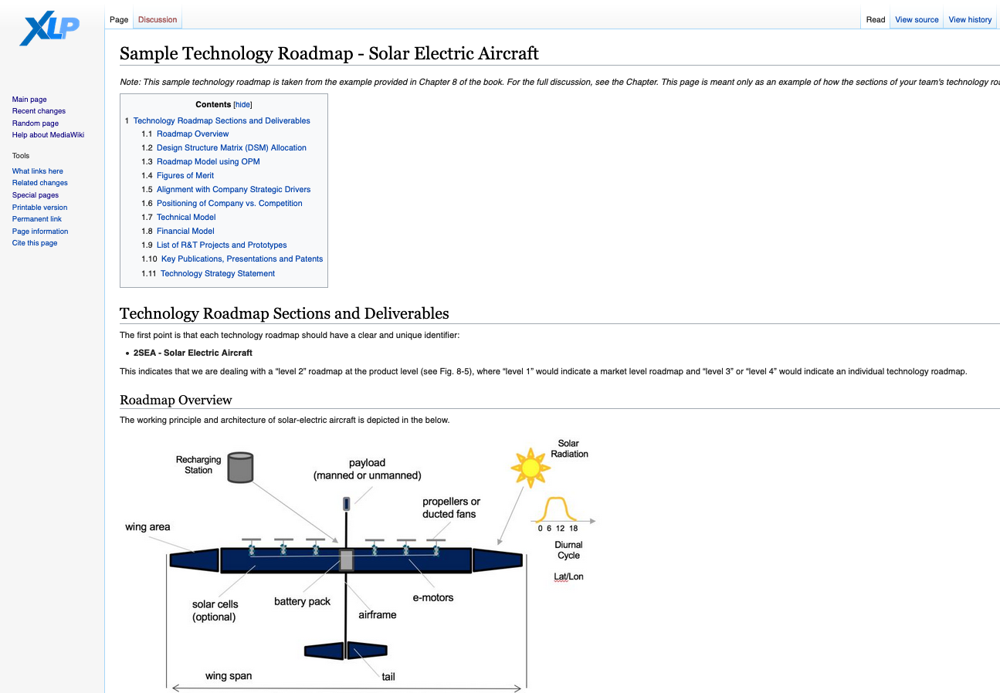 XLP
Page
Discussion
Read
View source
View history
Main page
Recent changes
Random page
Help about MediaWiki
Tools
What links here
Related changes
Special pages
Printable version
Permanent link
Page information
Cite this page
Sample Technology Roadmap - Solar Electric Aircraft
Note: This sample technology roadmap is taken from the example provided in Chapter 8 of the book. For the full discussion, see the Chapter. This page is meant only as an example of how the sections of your team's technology
Contents [hide]
1 Technology Roadmap Sections and Deliverables
1.1 Roadmap Overview
1.2 Design Structure Matrix (DSM) Allocation
1.3 Roadmap Model using OPM
1.4 Figures of Merit
1.5 Alignment with Company Strategic Drivers
1.6 Positioning of Company vs. Competition
1.7 Technical Model
1.8 Financial Model
1.9 List of R&T Projects and Prototypes
1.10 Key Publications, Presentations and Patents
1.11 Technology Strategy Statement
Technology Roadmap Sections and Deliverables
The first point is that each technology roadmap should have a clear and unique identifier:
• 2SEA - Solar Electric Aircraft
This indicates that we are dealing with a “level 2” roadmap at the product level (see Fig. 8-5), where “level 1” would indicate a market level roadmap and “level 3” or “level 4” would indicate an individual technology roadmap.
Roadmap Overview
The working principle and architecture of solar-electric aircraft is depicted in the below.
Recharging
Station
payload
(manned or unmanned)
Solar
Radiation
propellers or
ducted fans
wing area
0 6 12 18
Diurnal
Cycle
Lat/Lon
solar cells
(optional)
battery pack
e-motors
airframe
wing span
tail